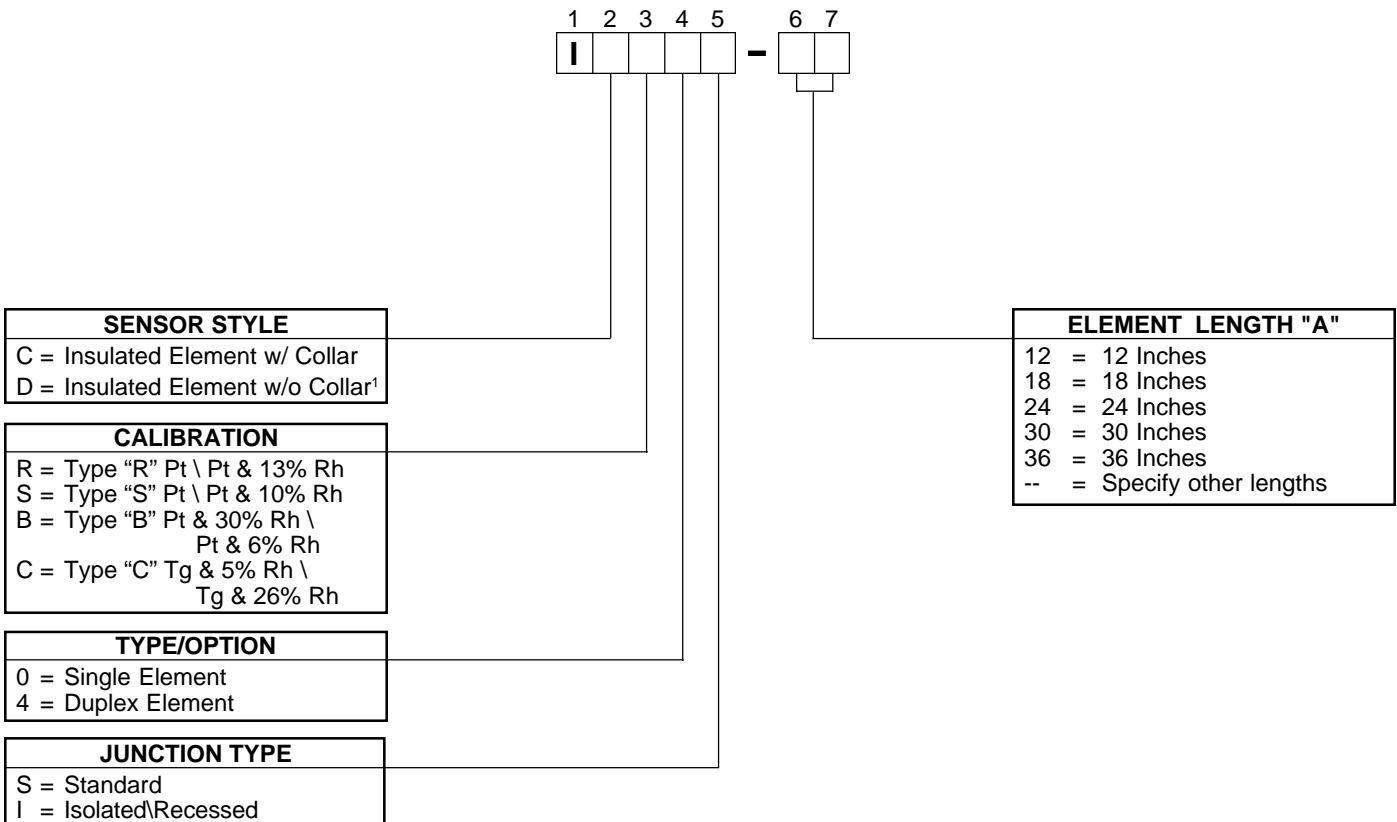 1 2 3 4 5 6 7
I -
SENSOR STYLE
C = Insulated Element w/ Collar
D = Insulated Element w/o Collar¹
CALIBRATION
R = Type “R” Pt \ Pt & 13% Rh
S = Type “S” Pt \ Pt & 10% Rh
B = Type “B” Pt & 30% Rh \
Pt & 6% Rh
C = Type “C” Tg & 5% Rh \
Tg & 26% Rh
TYPE/OPTION
0 = Single Element
4 = Duplex Element
JUNCTION TYPE
S = Standard
I = Isolated\Recessed
ELEMENT LENGTH "A"
12 = 12 Inches
18 = 18 Inches
24 = 24 Inches
30 = 30 Inches
36 = 36 Inches
-- = Specify other lengths